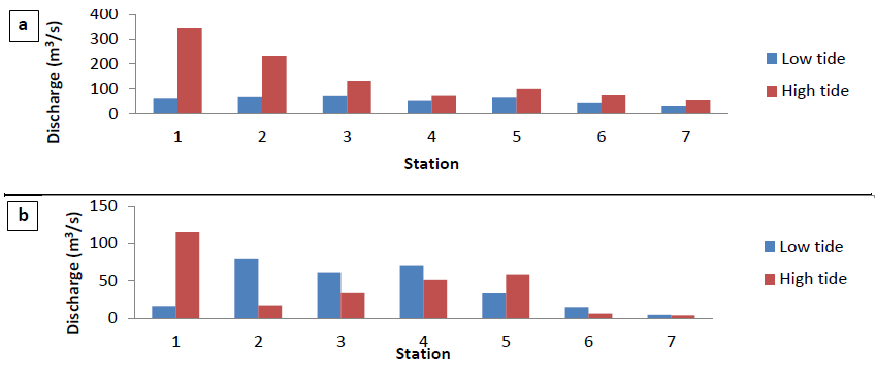 a
Discharge (m³/s)
400
300
200
100
0
1 2 3 4 5 6 7
Station
Low tide
High tide
b
Discharge (m³/s)
150
100
50
0
1 2 3 4 5 6 7
Station
Low tide
High tide